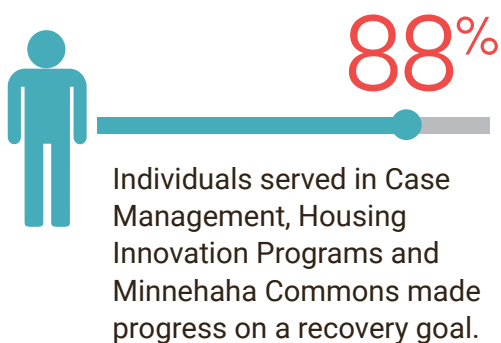 88%
Individuals served in Case
Management, Housing
Innovation Programs and
Minnehaha Commons made
progress on a recovery goal.